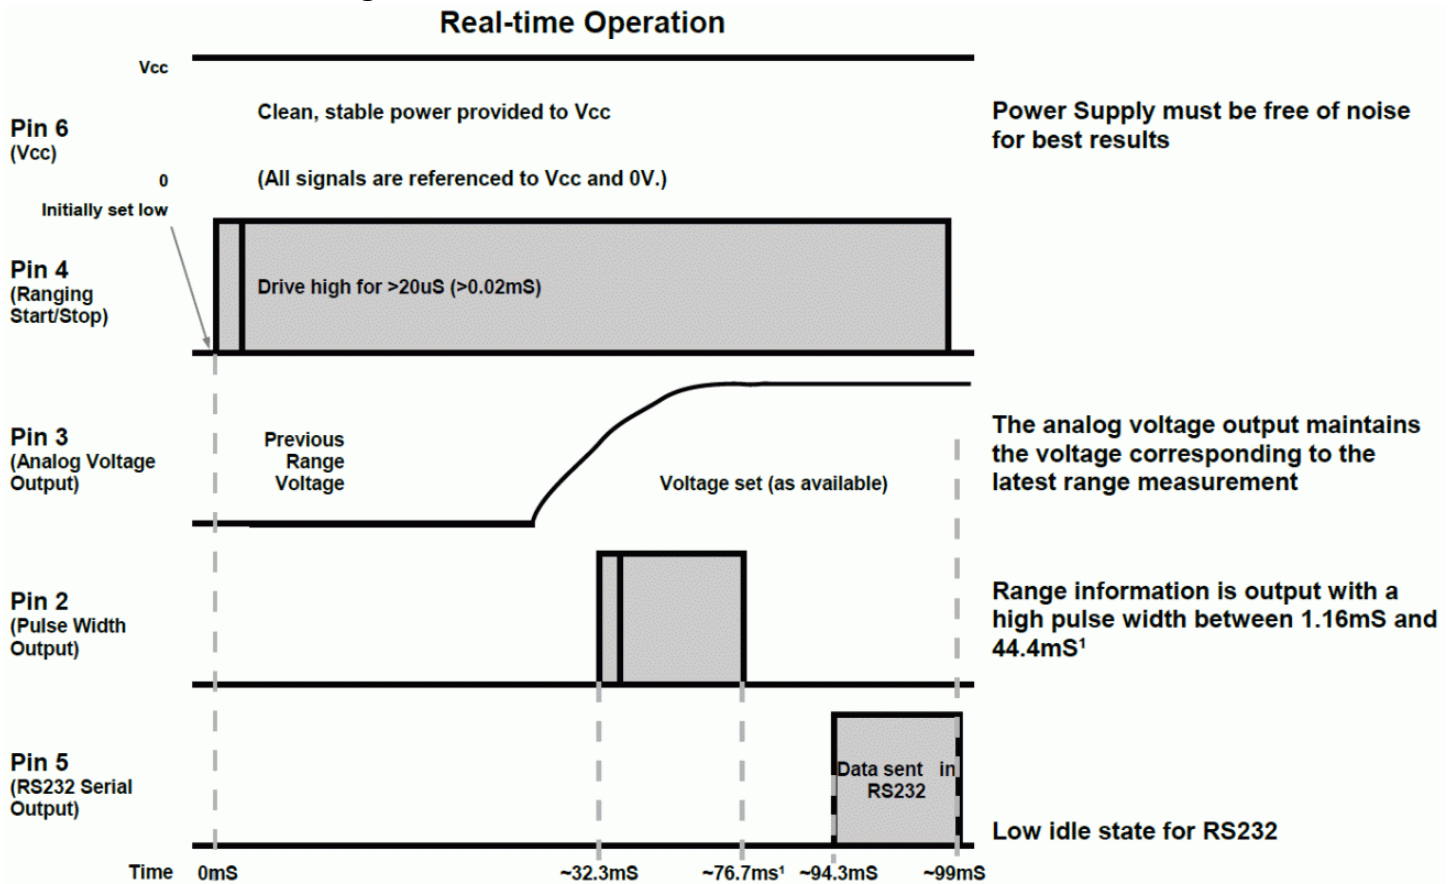 Real-time Operation
Vcc
Clean, stable power provided to Vcc
Power Supply must be free of noise
for best results
Pin 6
(Vcc)
0
(All signals are referenced to Vcc and 0V.)
Initially set low
Pin 4
(Ranging
Start/Stop)
Drive high for >20uS (>0.02mS)
Pin 3
(Analog Voltage
Output)
Previous
Range
Voltage
Voltage set (as available)
The analog voltage output maintains
the voltage corresponding to the
latest range measurement
Pin 2
(Pulse Width
Output)
Range information is output with a
high pulse width between 1.16mS and
44.4mS¹
Pin 5
(RS232 Serial
Output)
Data sent in
RS232
Low idle state for RS232
Time 0mS ~32.3mS ~76.7ms¹ ~94.3mS ~99mS